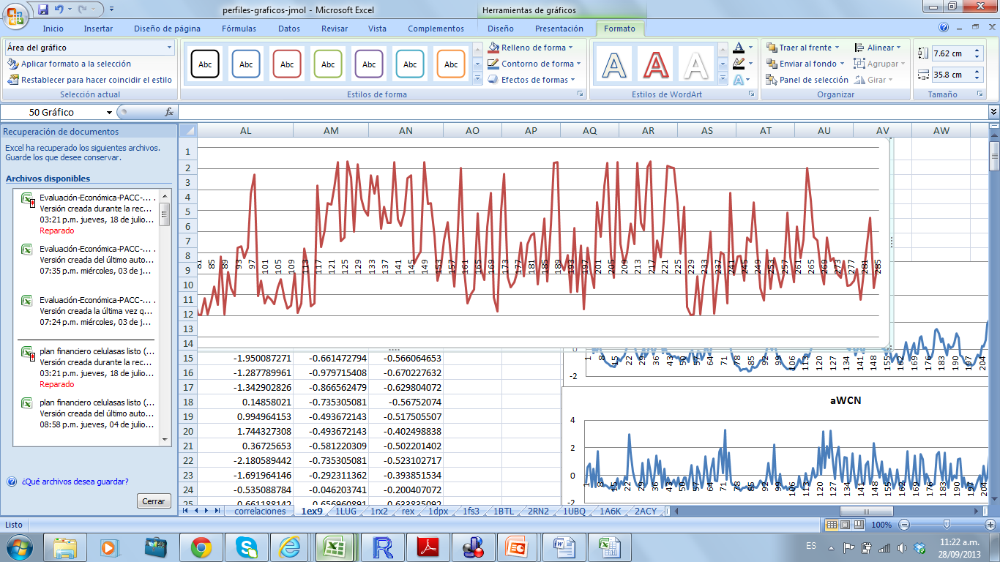 perfiles-graficos-jmol - Microsoft Excel
Herramientas de gráficos
Inicio Insertar Diseño de página Fórmulas Datos Revisar Vista Complementos Diseño Presentación Formato
Área del gráfico
Aplicar formato a la selección
Restablecer para hacer coincidir el estilo
Selección actual
Abc Abc Abc Abc Abc Abc Abc
Relleno de forma
Contorno de forma
Efectos de formas
Estilos de forma
A A A
A
A
Estilos de WordArt
Traer al frente
Enviar al fondo
Panel de selección
Alinear
Agrupar
Girar
Organizar
7.62 cm
35.8 cm
Tamaño
50 Gráfico
fx
Recuperación de documentos
Excel ha recuperado los siguientes archivos.
Guarde los que desee conservar.
Archivos disponibles
Evaluación-Económica-PACC-... .
Versión creada durante la rec...
03:21 p.m. jueves, 18 de julio...
Reparado
Evaluación-Económica-PACC-... .
Versión creada del último auto...
07:35 p.m. miércoles, 03 de j...
Evaluación-Económica-PACC-... .
Versión creada la última vez q...
07:24 p.m. miércoles, 03 de j...
plan financiero celulasas listo (...
Versión creada durante la rec...
03:21 p.m. jueves, 18 de julio...
Reparado
plan financiero celulasas listo (...
Versión creada del último auto...
08:58 p.m. jueves, 04 de julio...
¿Qué archivos desea guardar?
Cerrar
AL AM AN AO AP AQ AR AS AT AU AV AW
1
2
3
4
5
6
7
8
9
10
11
12
13
14
85 89 93 97 101 105 109 113 117 121 125 129 133 137 141 145 149 153 157 161 165 169 173 177 181 185 189 193 197 201 205 209 213 217 221 225 229 233 237 241 245 249 253 257 261 265 269 273 277 281 285
15 -1.950087271 -0.661472794 -0.566064653
16 -1.287789961 -0.979715408 -0.670227632
17 -1.342902826 -0.866562479 -0.629804072
18 0.14858021 -0.735305081 -0.56752074
19 0.994964153 -0.493672143 -0.517505507
20 1.744327308 -0.493672143 -0.402498838
21 0.36725653 -0.581220309 -0.502201402
22 -2.180589442 -0.735305081 -0.523102717
23 -1.691964146 -0.292311362 -0.393851534
24 -0.535088784 -0.046203741 -0.200407072
25 -0.661188142 -0.656960891 -0.633835092
0
-2
1 8 15 22 29 36 43 50 57 64 71 78 85 92 99 106 113 120 127 134 141 148 155 162 169 176 183 190 197 204
aWCN
4
2
0
-2
1 8 15 22 29 36 43 50 57 64 71 78 85 92 99 106 113 120 127 134 141 148 155 162 169 176 183 190 197 204
correlaciones 1ex9 1LUG 1rx2 rex 1dpx 1fs3 1BTL 2RN2 1UBQ 1A6K 2ACY
Listo
100%
ES
11:22 a.m.
28/09/2013